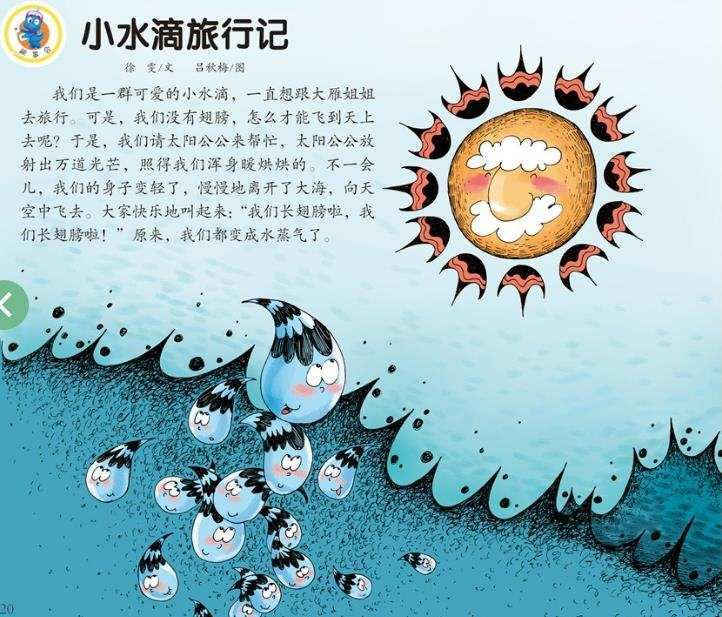 小水滴旅行记
徐 雯/文 吕秋梅/图
我们是一群可爱的小水滴，一直想跟大雁姐姐
去旅行。可是，我们没有翅膀，怎么才能飞到天上
去呢？于是，我们请太阳公公来帮忙，太阳公公放
射出万道光芒，照得我们浑身暖烘烘的。不一会
儿，我们的身子变轻了，慢慢地离开了大海，向天
空中飞去。大家快乐地叫起来：“我们长翅膀啦，我
们长翅膀啦！”原来，我们都变成水蒸气了。
20